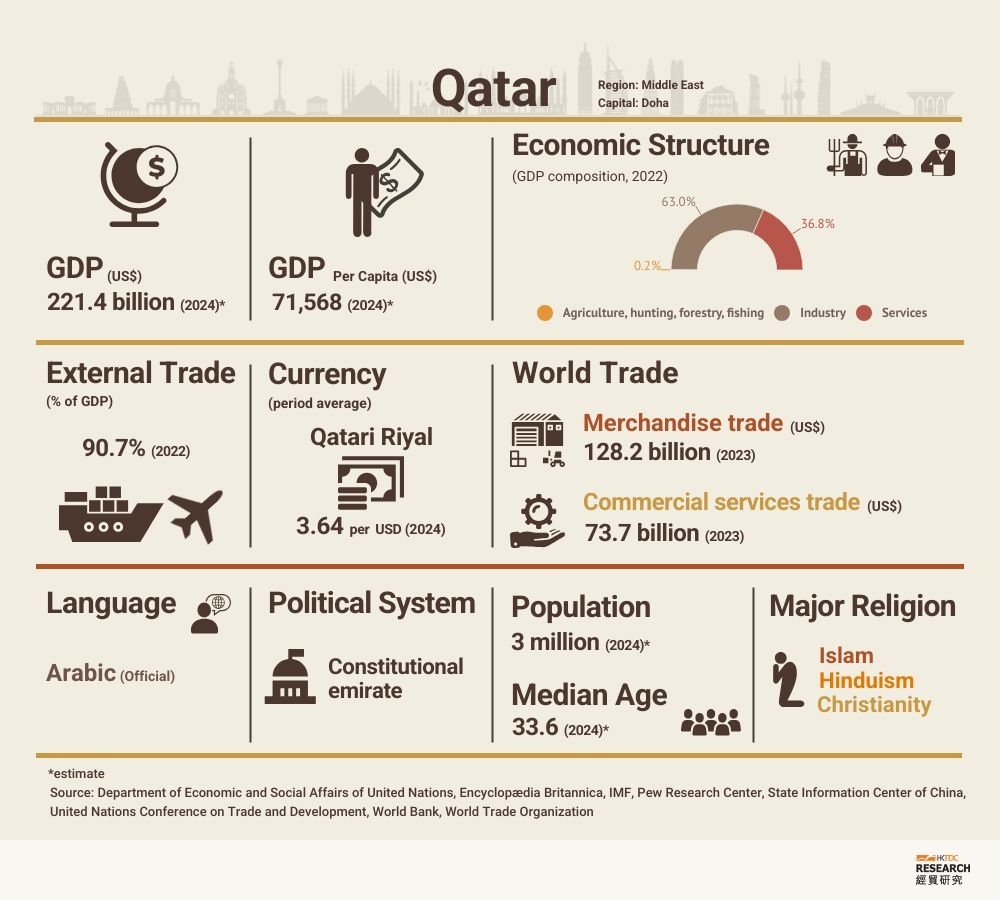 Qatar
Region: Middle East
Capital: Doha
GDP (US$)
221.4 billion (2024)*
GDP Per Capita (US$)
71,568 (2024)*
Economic Structure
(GDP composition, 2022)
63.0%
36.8%
0.2%
Agriculture, hunting, forestry, fishing
Industry
Services
External Trade
(% of GDP)
90.7% (2022)
Currency
(period average)
Qatari Riyal
3.64 per USD (2024)
World Trade
Merchandise trade (US$)
128.2 billion (2023)
Commercial services trade (US$)
73.7 billion (2023)
Language
Arabic (Official)
Political System
Constitutional
emirate
Population
3 million (2024)*
Median Age
33.6 (2024)*
Major Religion
Islam
Hinduism
Christianity
*estimate
Source: Department of Economic and Social Affairs of United Nations, Encyclopædia Britannica, IMF, Pew Research Center, State Information Center of China,
United Nations Conference on Trade and Development, World Bank, World Trade Organization
HKTDC
RESEARCH
經貿研究